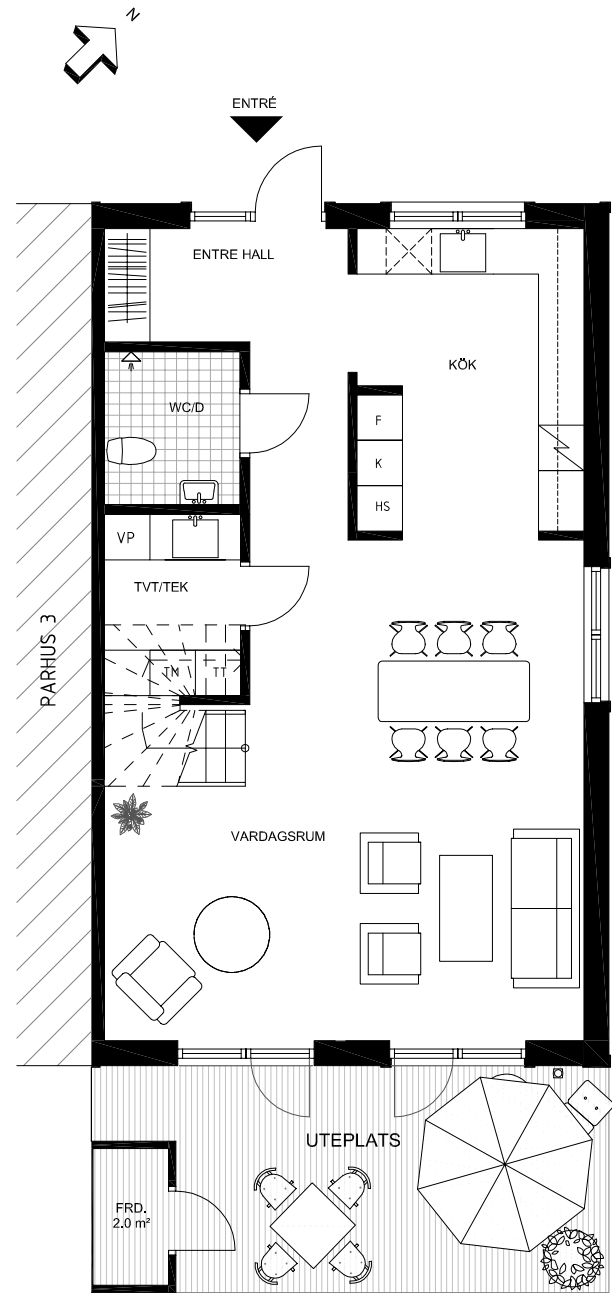 N
ENTRÉ
ENTRE HALL
KÖK
WC/D
F
K
HS
VP
TVT/TEK
TM
TT
PARHUS 3
VARDAGSRUM
UTEPLATS
FRD.
2.0 m²